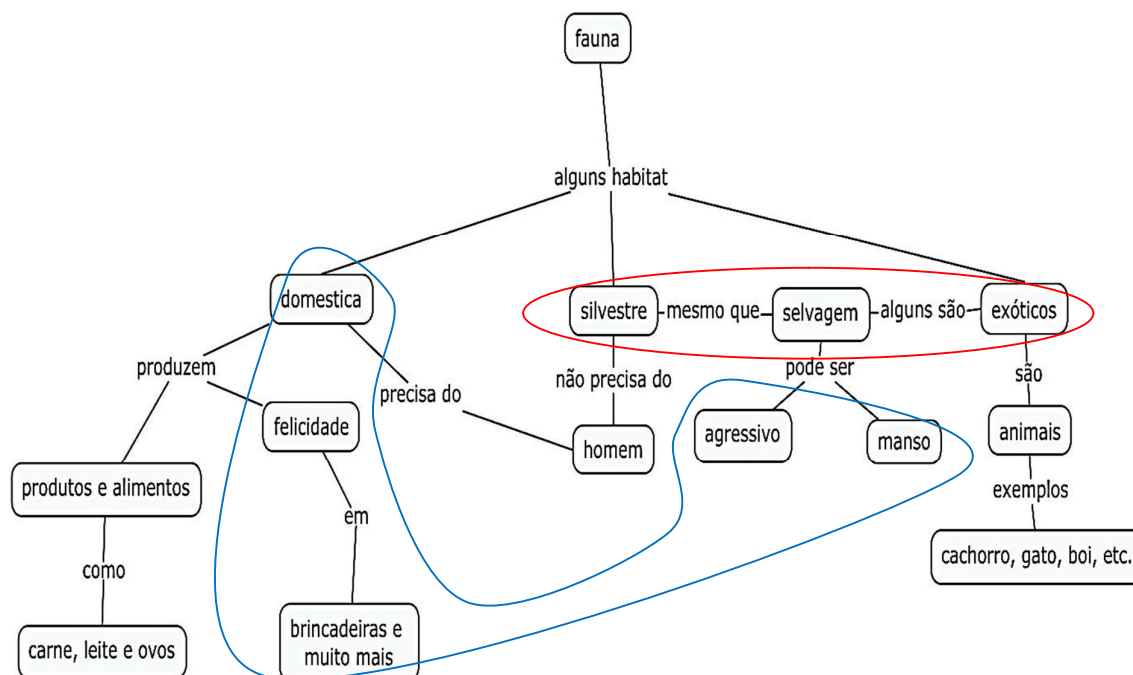 fauna
alguns habitat
domestica
silvestre
mesmo que
selvagem
alguns são
exóticos
produzem
precisa do
não precisa do
pode ser
são
felicidade
homem
agressivo
manso
animais
produtos e alimentos
em
exemplos
como
cachorro, gato, boi, etc.
carne, leite e ovos
brincadeiras e
muito mais